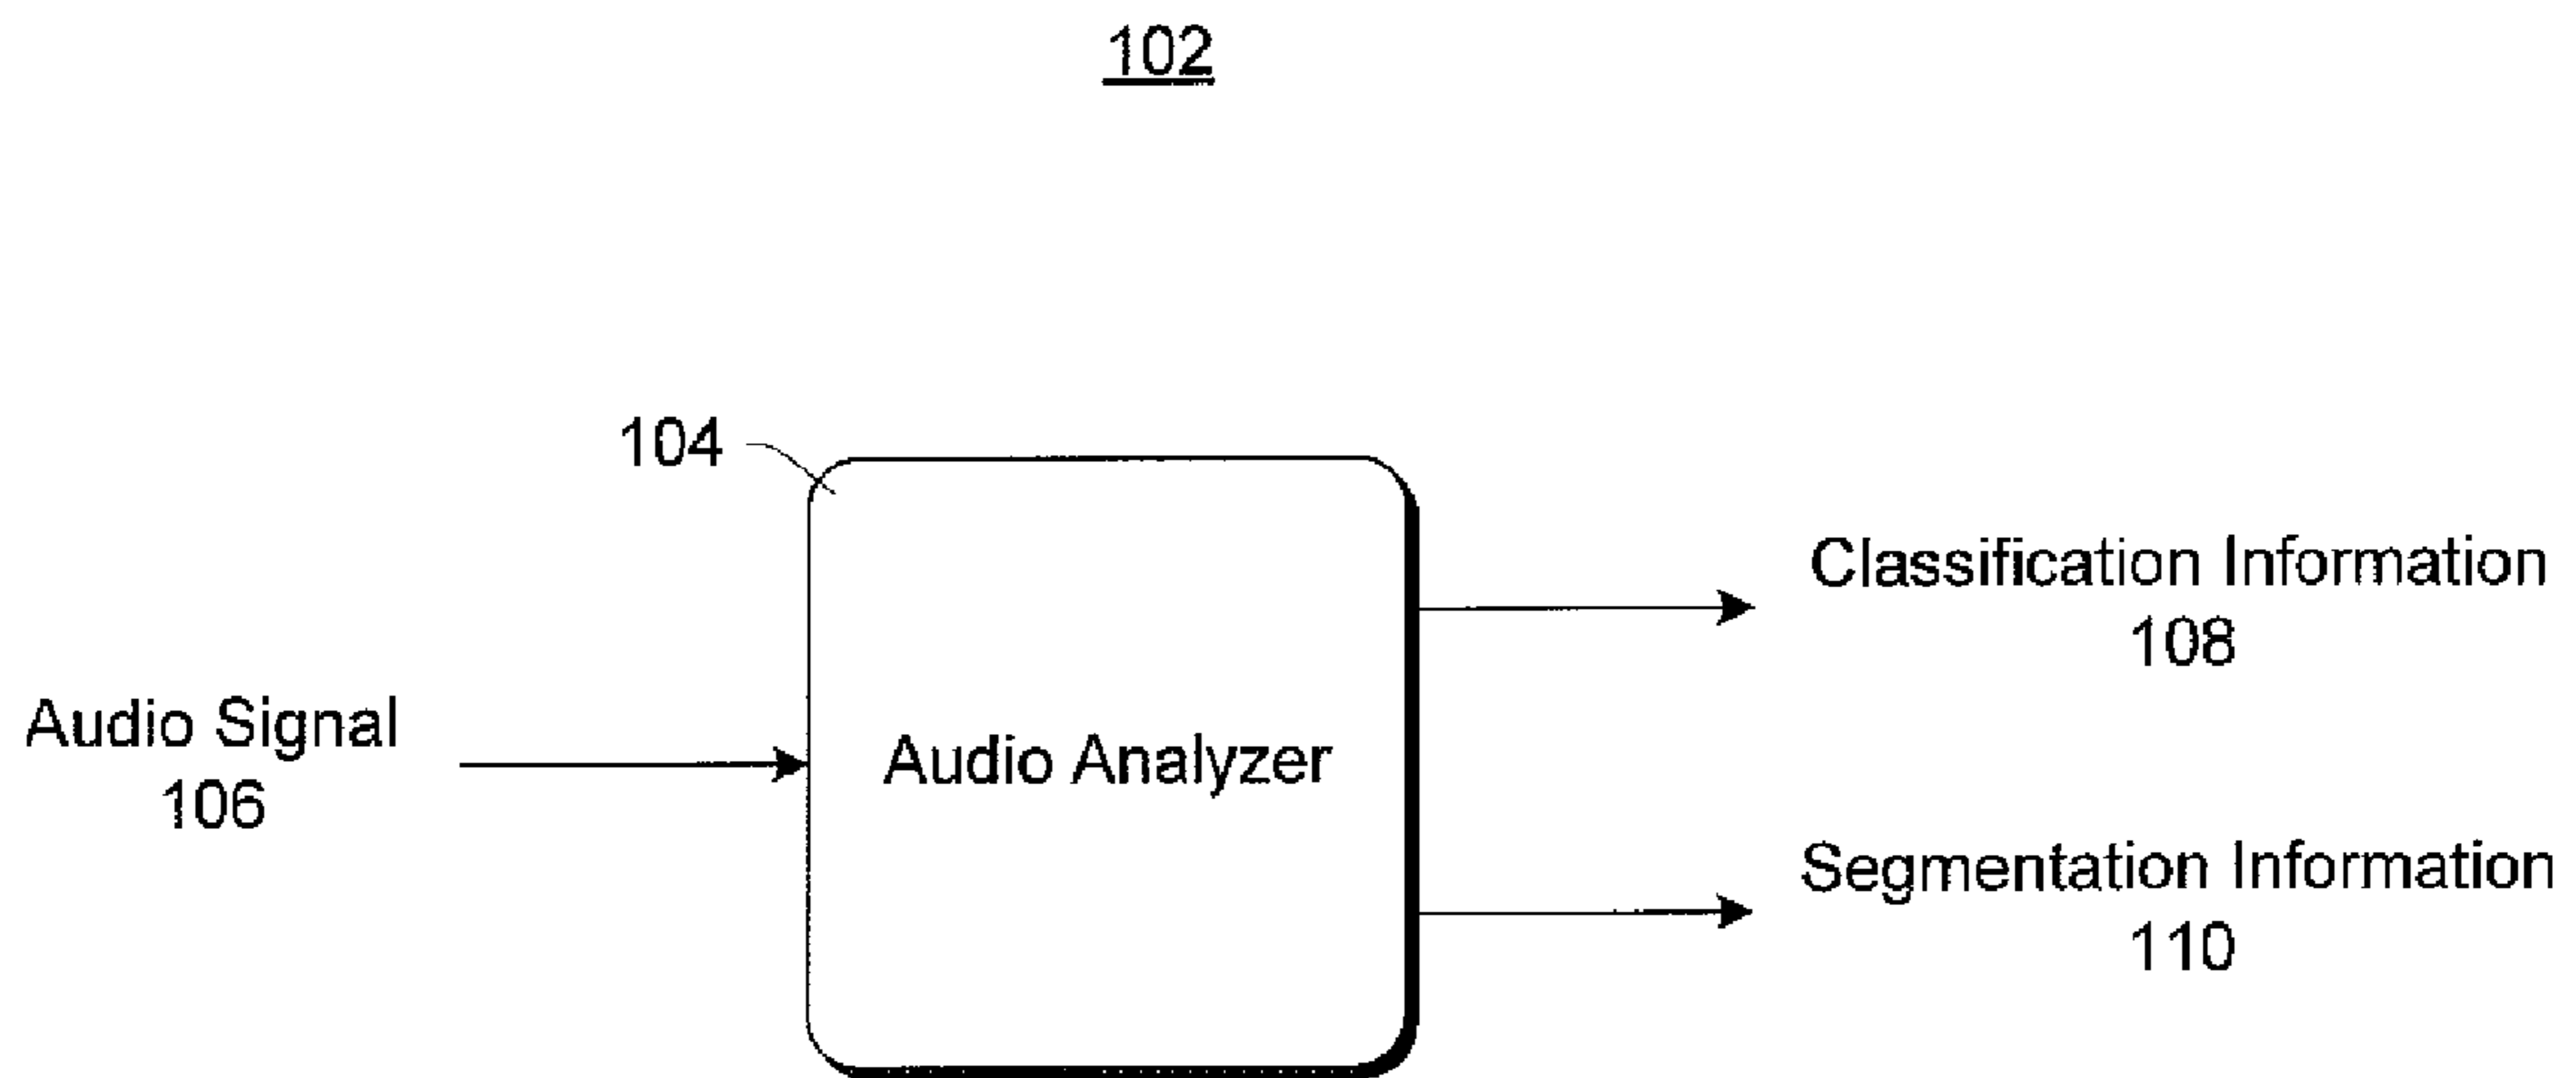 102
104
Audio Signal
106
Audio Analyzer
Classification Information
108
Segmentation Information
110